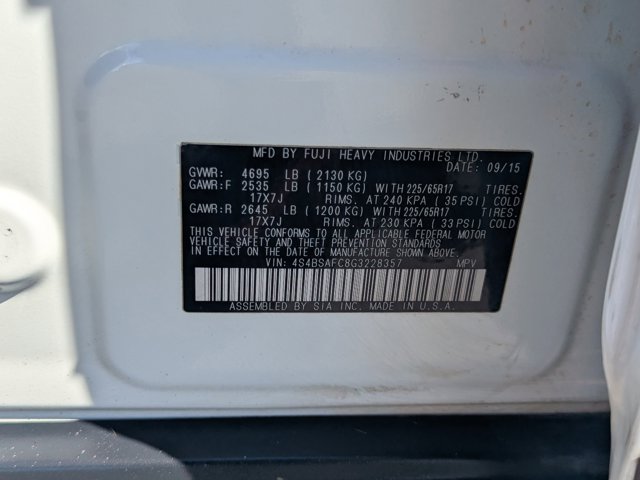 MFD BY FUJI HEAVY INDUSTRIES LTD.
DATE: 09/15
GVWR: 4695 LB ( 2130 KG)
GAWR:F 2535 LB ( 1150 KG) WITH 225/65R17 TIRES.
17X7J RIMS. AT 240 KPA ( 35 PSI) COLD
GAWR:R 2645 LB ( 1200 KG) WITH 225/65R17 TIRES.
17X7J RIMS. AT 230 KPA ( 33 PSI) COLD
THIS VEHICLE CONFORMS TO ALL APPLICABLE FEDERAL MOTOR
VEHICLE SAFETY AND THEFT PREVENTION STANDARDS
IN EFFECT ON THE DATE OF MANUFACTURE SHOWN ABOVE.
VIN: 4S4BSAFC8G3228357 MPV
ASSEMBLED BY SIA INC. MADE IN U.S.A.